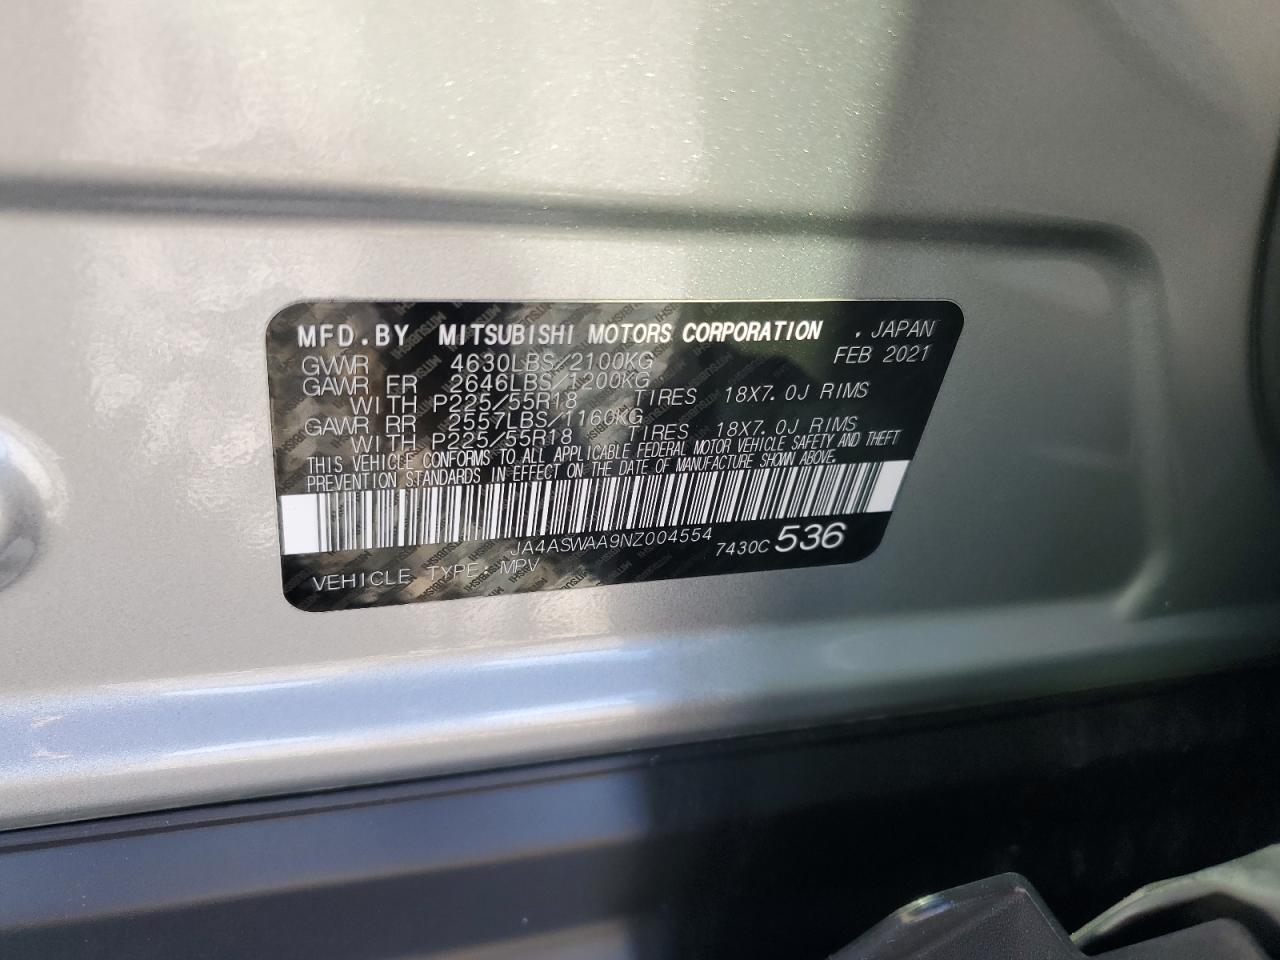 MFD.BY MITSUBISHI MOTORS CORPORATION , JAPAN
GVWR 4630LBS/2100KG FEB 2021
GAWR FR 2646LBS/1200KG
WITH P225/55R18 TIRES 18X7.0J RIMS
GAWR RR 2557LBS/1160KG
WITH P225/55R18 TIRES 18X7.0J RIMS
THIS VEHICLE CONFORMS TO ALL APPLICABLE FEDERAL MOTOR VEHICLE SAFETY AND THEFT
PREVENTION STANDARDS IN EFFECT ON THE DATE OF MANUFACTURE SHOWN ABOVE.
JA4ASWAA9NZ004554 7430C 536
VEHICLE TYPE: MPV